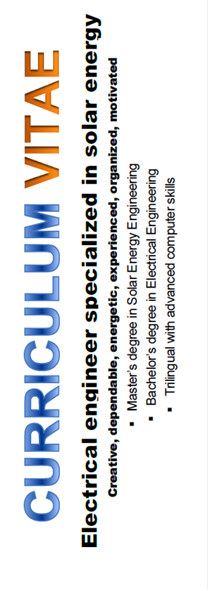 CURRICULUM VITAE
Electrical engineer specialized in solar energy
Creative, dependable, energetic, experienced, organized, motivated
▪ Master's degree in Solar Energy Engineering
▪ Bachelor's degree in Electrical Engineering
▪ Trilingual with advanced computer skills